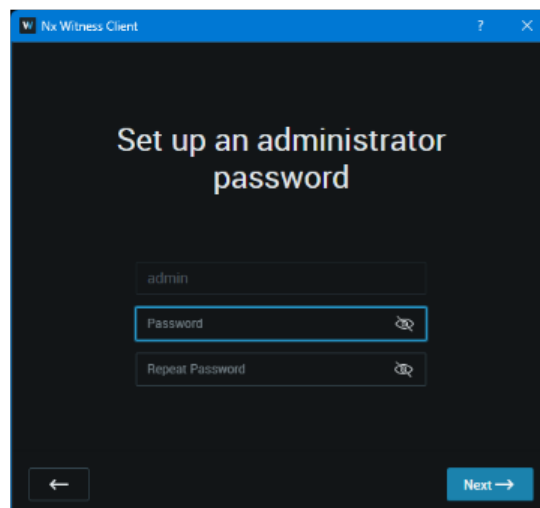 W Nx Witness Client ?
Set up an administrator
password
admin
Password
Repeat Password
Next